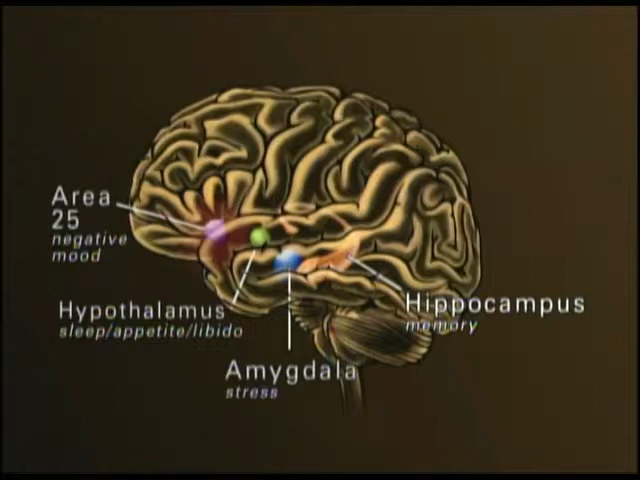 Area
25
negative
mood
Hypothalamus
sleep/appetite/libido
Amygdala
stress
Hippocampus
memory